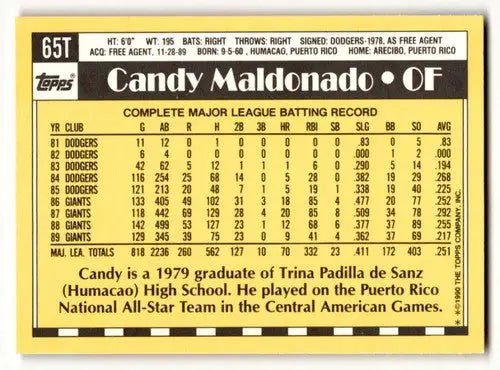 65T
HT: 6'0" WT: 195 BATS: RIGHT THROWS: RIGHT SIGNED: DODGERS-1978, AS FREE AGENT
ACQ: FREE AGENT, 11-28-89 BORN: 9-5-60, HUMACAO, PUERTO RICO HOME: ARECIBO, PUERTO RICO
Topps Candy Maldonado • OF
COMPLETE MAJOR LEAGUE BATTING RECORD
YR CLUB G AB R H 2B 3B HR RBI SB SLG BB SO AVG
81 DODGERS 11 12 0 1 0 0 0 0 0 .83 0 5 .83
82 DODGERS 6 4 0 0 0 0 0 0 0 .000 1 2 .000
83 DODGERS 42 62 5 12 1 1 1 6 0 .290 5 14 .194
84 DODGERS 116 254 25 68 14 0 5 28 0 .382 19 29 .268
85 DODGERS 121 213 20 48 7 1 5 19 1 .338 19 40 .225
86 GIANTS 133 405 49 102 31 3 18 85 4 .477 20 77 .252
87 GIANTS 118 442 69 129 28 4 20 85 8 .509 34 78 .292
88 GIANTS 142 499 53 127 23 1 12 68 6 .377 37 89 .255
89 GIANTS 129 345 39 75 23 0 9 41 4 .362 37 69 .217
MAJ. LEA. TOTALS 818 2236 260 562 127 10 70 332 23 .411 172 403 .251
Candy is a 1979 graduate of Trina Padilla de Sanz
(Humacao) High School. He played on the Puerto Rico
National All-Star Team in the Central American Games.
* *©1990 THE TOPPS COMPANY, INC.